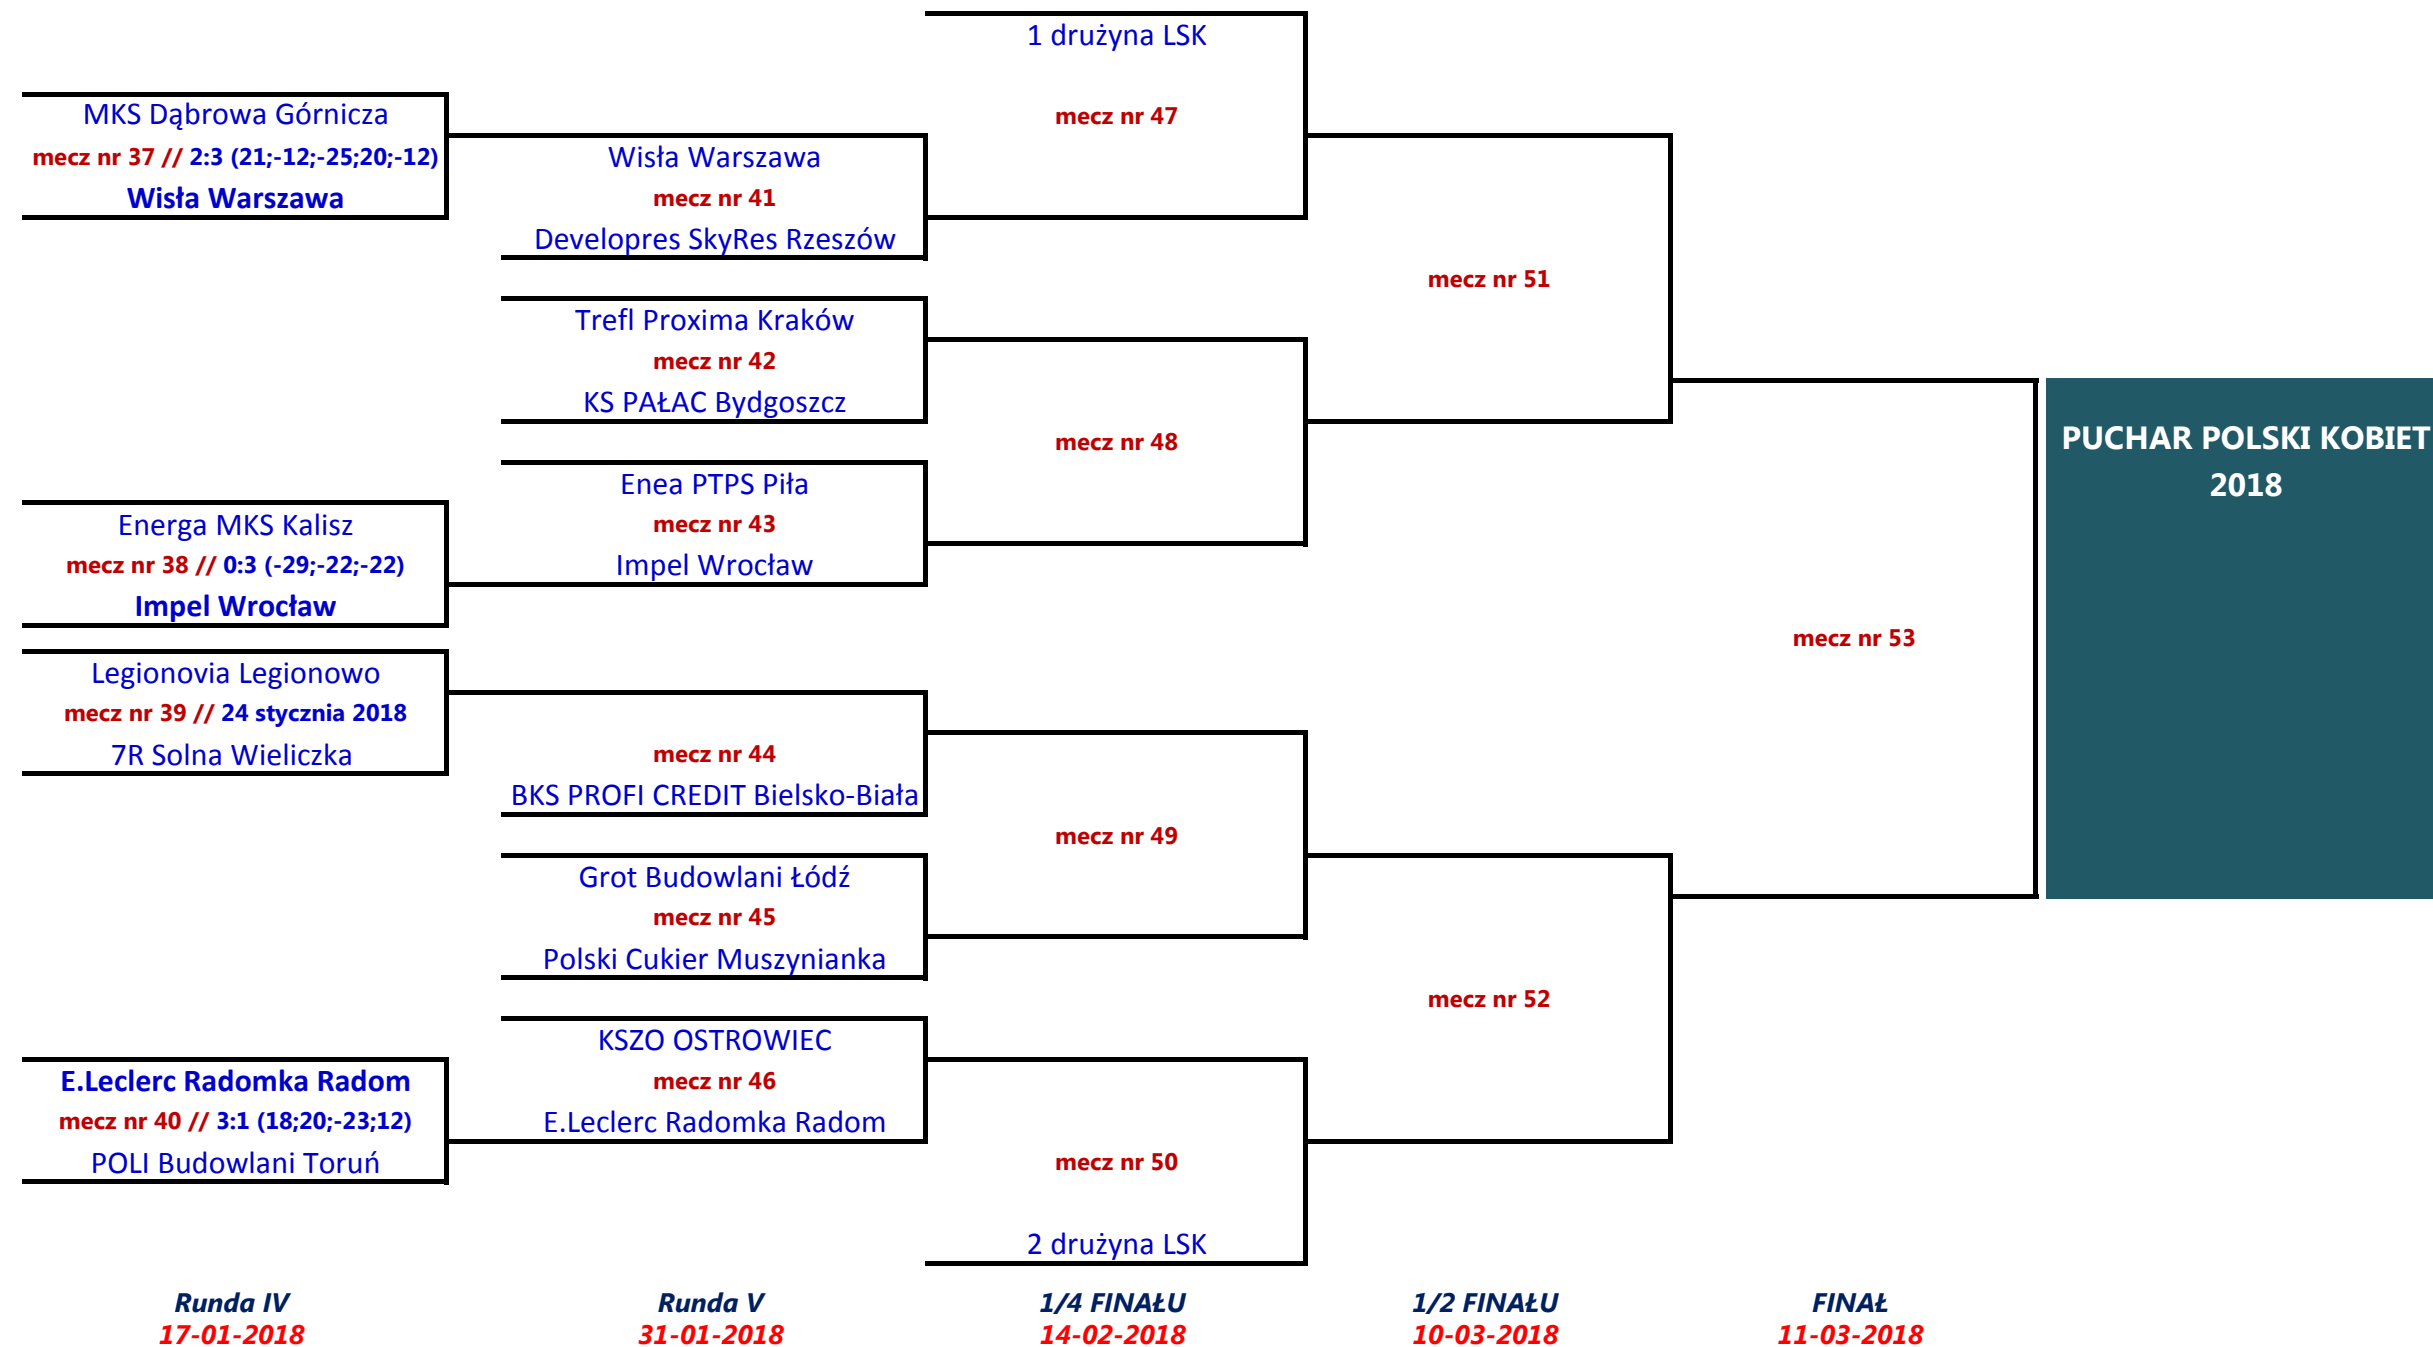 1 drużyna LSK
mecz nr 47
MKS Dąbrowa Górnicza
mecz nr 37 // 2:3 (21;-12;-25;20;-12)
Wisła Warszawa
Wisła Warszawa
mecz nr 41
Developres SkyRes Rzeszów
mecz nr 51
Trefl Proxima Kraków
mecz nr 42
KS PAŁAC Bydgoszcz
mecz nr 48
PUCHAR POLSKI KOBIET
2018
Enea PTPS Piła
mecz nr 43
Impel Wrocław
Energa MKS Kalisz
mecz nr 38 // 0:3 (-29;-22;-22)
Impel Wrocław
mecz nr 53
Legionovia Legionowo
mecz nr 39 // 24 stycznia 2018
7R Solna Wieliczka
mecz nr 44
BKS PROFI CREDIT Bielsko-Biała
mecz nr 49
Grot Budowlani Łódź
mecz nr 45
Polski Cukier Muszynianka
mecz nr 52
KSZO OSTROWIEC
mecz nr 46
E.Leclerc Radomka Radom
E.Leclerc Radomka Radom
mecz nr 40 // 3:1 (18;20;-23;12)
POLI Budowlani Toruń
mecz nr 50
2 drużyna LSK
Runda IV
17-01-2018
Runda V
31-01-2018
1/4 FINAŁU
14-02-2018
1/2 FINAŁU
10-03-2018
FINAŁ
11-03-2018